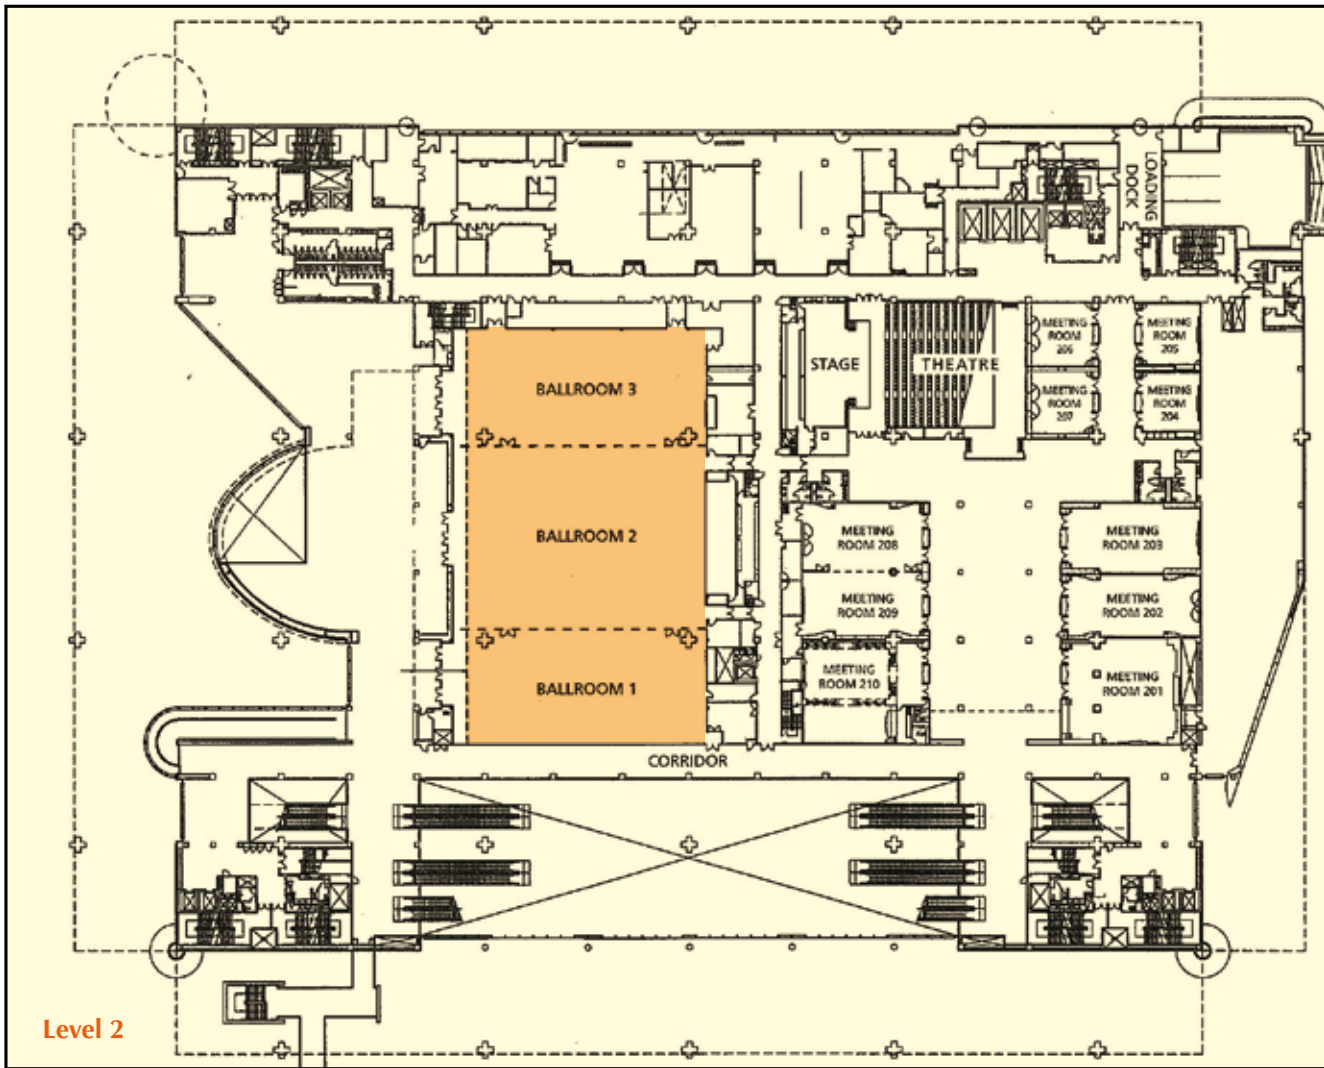 LOADING
DOCK
MEETING
ROOM
206
MEETING
ROOM
205
STAGE
THEATRE
BALLROOM 3
MEETING
ROOM
207
MEETING
ROOM
204
BALLROOM 2
MEETING
ROOM 208
MEETING
ROOM 203
MEETING
ROOM 209
MEETING
ROOM 202
BALLROOM 1
MEETING
ROOM 210
MEETING
ROOM 201
CORRIDOR
Level 2